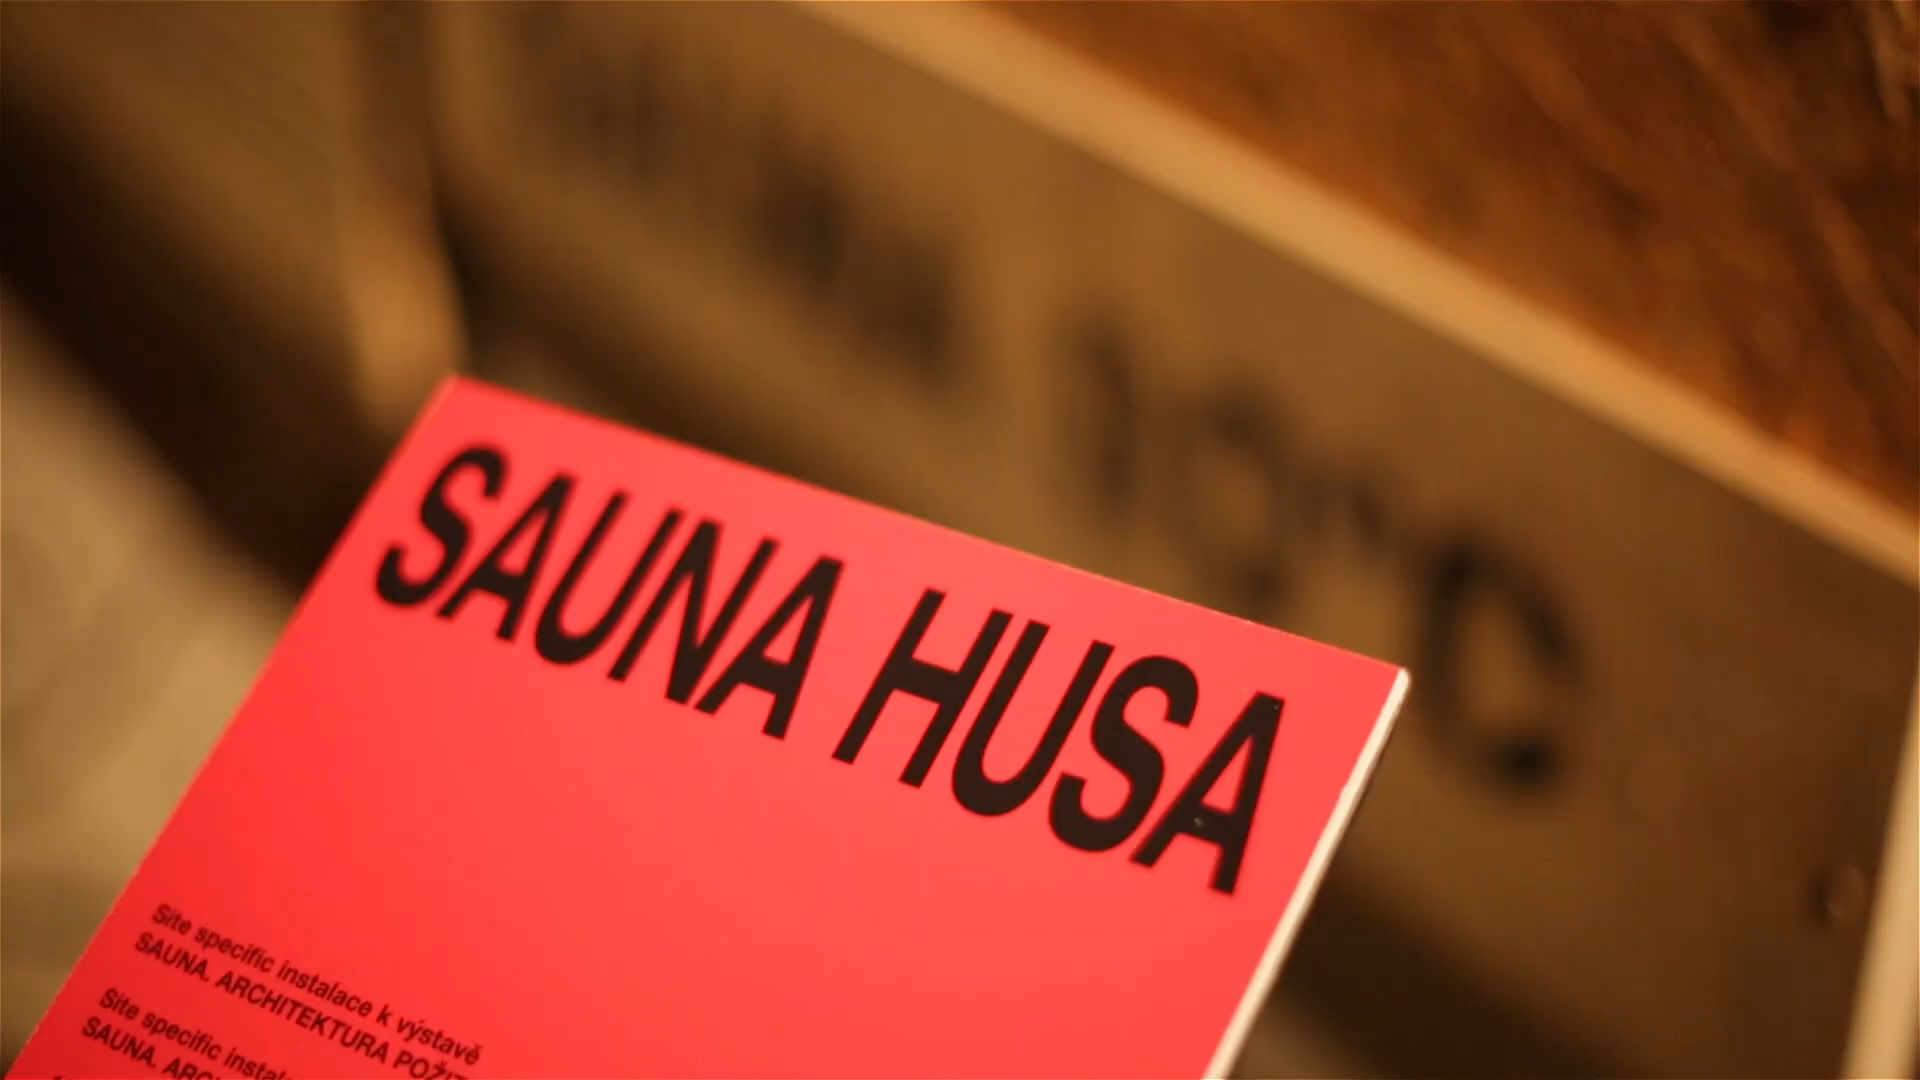 SAUNA HUSA
Site specific instalace k výstavě
SAUNA. ARCHITEKTURA
Site specific
SAUNA.